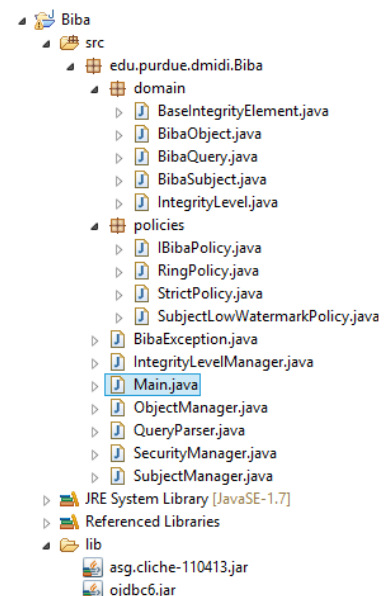 Biba
src
edu.purdue.dmidi.Biba
domain
BaseIntegrityElement.java
BibaObject.java
BibaQuery.java
BibaSubject.java
IntegrityLevel.java
policies
IBibaPolicy.java
RingPolicy.java
StrictPolicy.java
SubjectLowWatermarkPolicy.java
BibaException.java
IntegrityLevelManager.java
Main.java
ObjectManager.java
QueryParser.java
SecurityManager.java
SubjectManager.java
JRE System Library [JavaSE-1.7]
Referenced Libraries
lib
asg.cliche-110413.jar
ojdbc6.jar